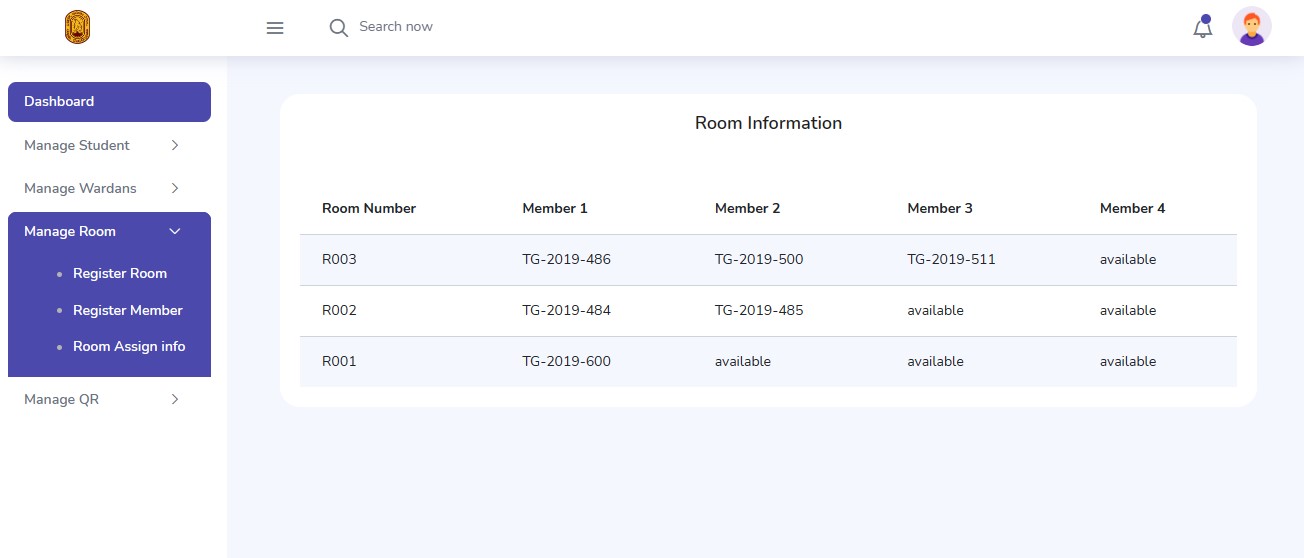 Search now
Dashboard
Manage Student
Manage Wardans
Manage Room
Register Room
Register Member
Room Assign info
Manage QR
Room Information
Room Number Member 1 Member 2 Member 3 Member 4
R003 TG-2019-486 TG-2019-500 TG-2019-511 available
R002 TG-2019-484 TG-2019-485 available available
R001 TG-2019-600 available available available